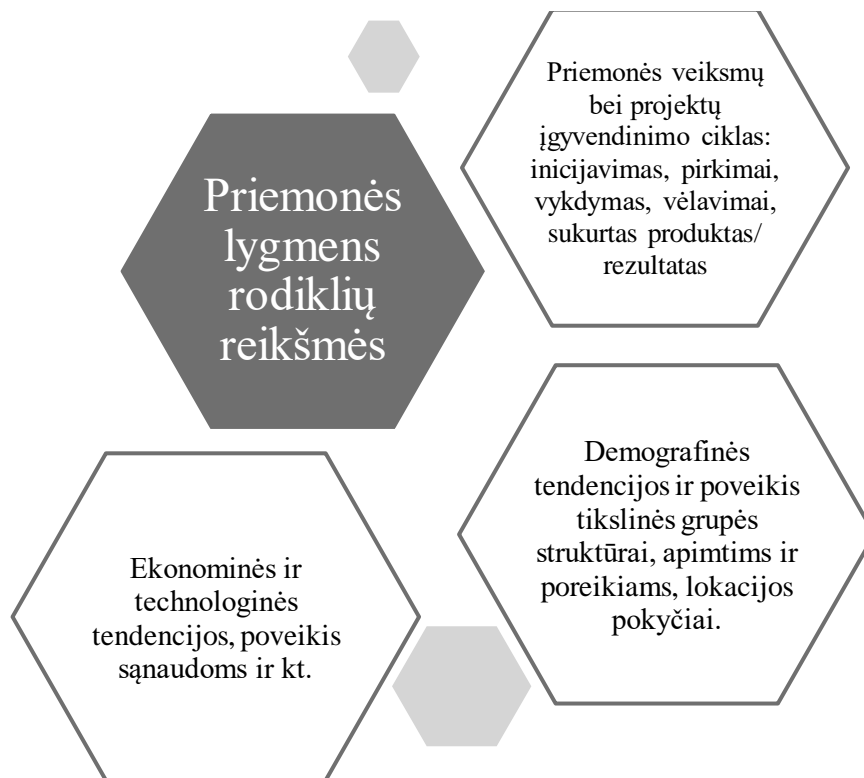 Priemonės
lygmens
rodiklių
reikšmės
Priemonės veiksmų
bei projektų
įgyvendinimo ciklas:
inicijavimas, pirkimai,
vykdymas, vėlavimai,
sukurtas produktas/
rezultatas
Demografinės
tendencijos ir poveikis
tikslinės grupės
struktūrai, apimtims ir
poreikiams, lokacijos
pokyčiai.
Ekonominės ir
technologinės
tendencijos, poveikis
sąnaudoms ir kt.